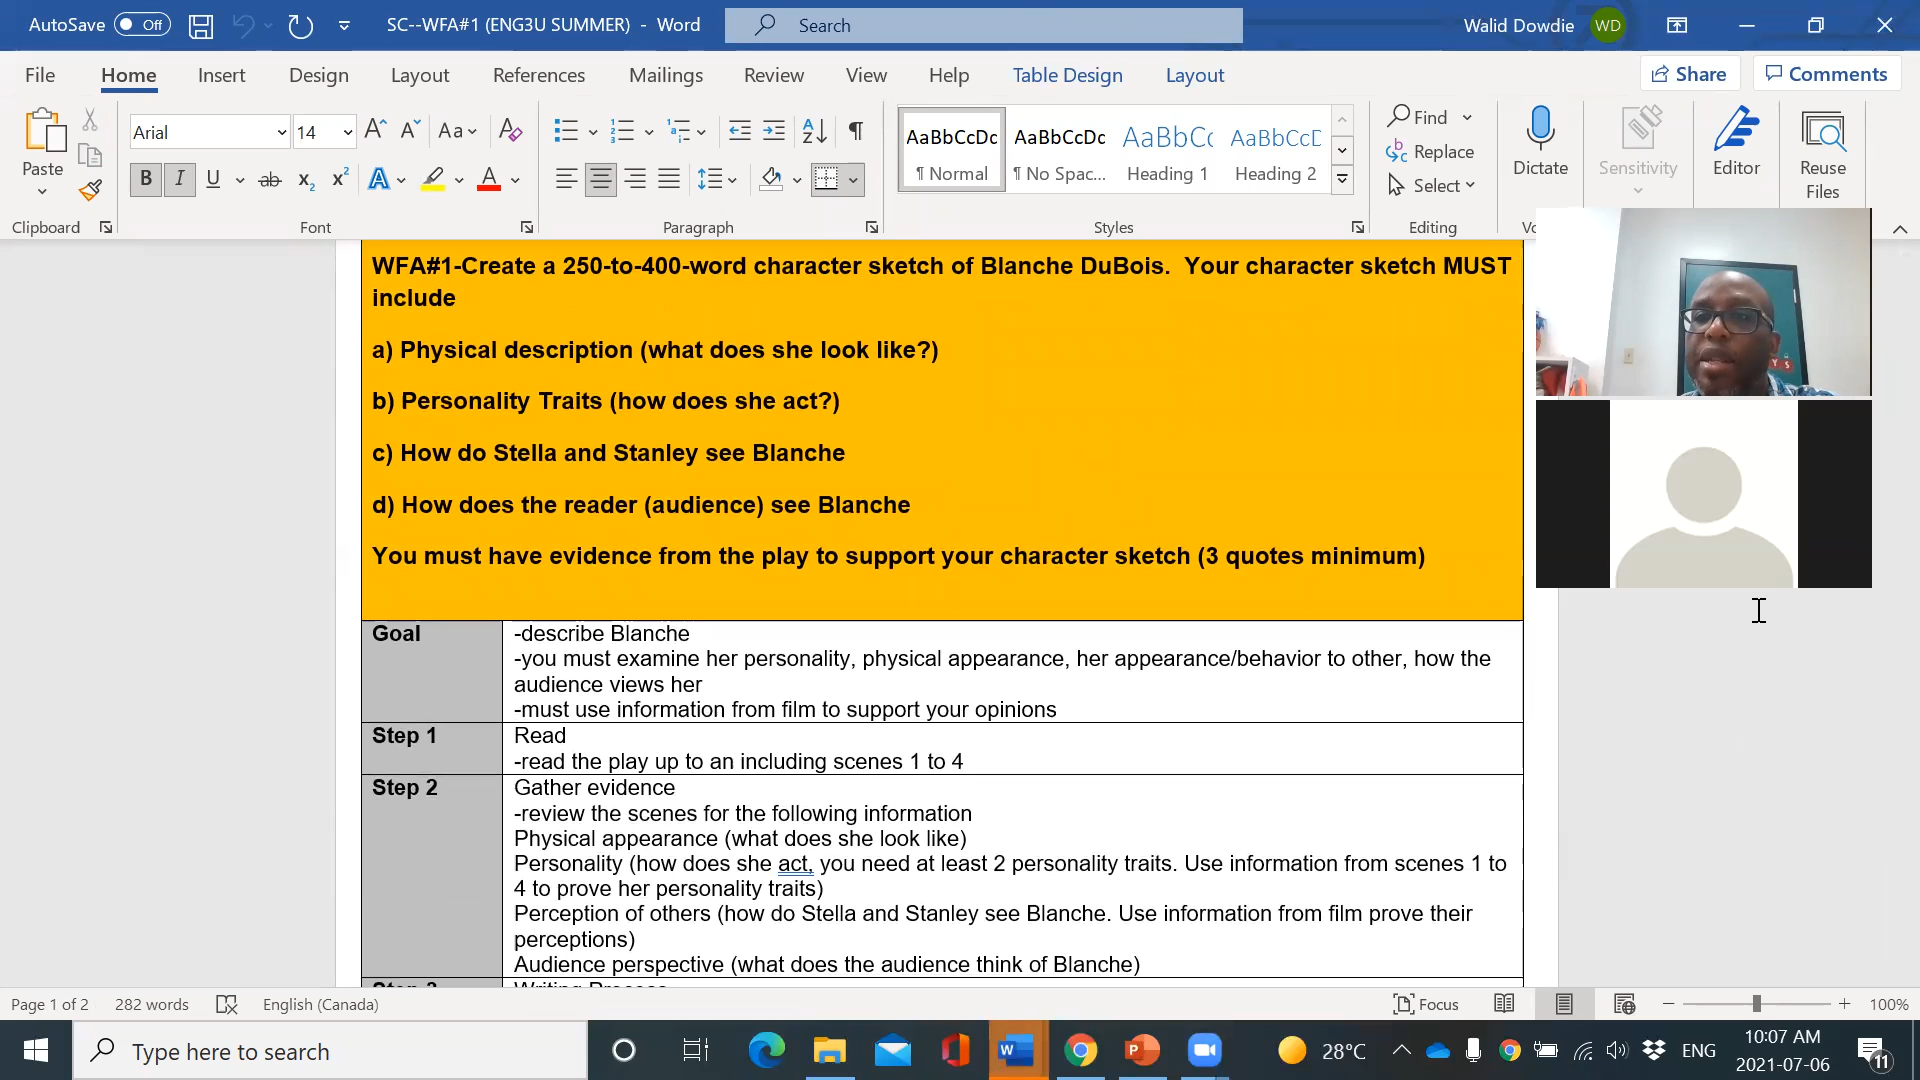 AutoSave Off SC--WFA#1 (ENG3U SUMMER) - Word Search Walid Dowdie WD
File Home Insert Design Layout References Mailings Review View Help Table Design Layout Share Comments
Paste
Clipboard
Arial 14
Font
Paragraph
AaBbCcDc AaBbCcDc AaBbCc AaBbCcD
¶ Normal ¶ No Spac... Heading 1 Heading 2
Styles
Find
Replace
Select
Editing
Dictate
Sensitivity
Editor
Reuse
Files
WFA#1-Create a 250-to-400-word character sketch of Blanche DuBois. Your character sketch MUST
include
a) Physical description (what does she look like?)
b) Personality Traits (how does she act?)
c) How do Stella and Stanley see Blanche
d) How does the reader (audience) see Blanche
You must have evidence from the play to support your character sketch (3 quotes minimum)
Goal
-describe Blanche
-you must examine her personality, physical appearance, her appearance/behavior to other, how the
audience views her
-must use information from film to support your opinions
Step 1
Read
-read the play up to an including scenes 1 to 4
Step 2
Gather evidence
-review the scenes for the following information
Physical appearance (what does she look like)
Personality (how does she act, you need at least 2 personality traits. Use information from scenes 1 to
4 to prove her personality traits)
Perception of others (how do Stella and Stanley see Blanche. Use information from film prove their
perceptions)
Audience perspective (what does the audience think of Blanche)
Step 3
Writing Process
Page 1 of 2 282 words English (Canada) Focus 100%
Type here to search 28°C ENG 10:07 AM
2021-07-06 11